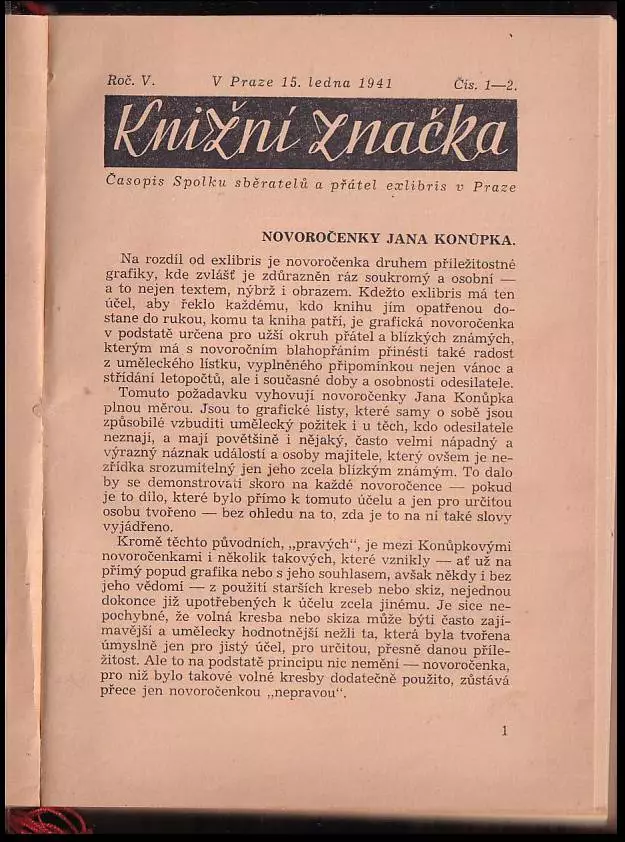 Roč. V. V Praze 15. ledna 1941 Čís. 1—2.
Knižní značka
Časopis Spolku sběratelů a přátel exlibris v Praze
NOVOROČENKY JANA KONŮPKA.
Na rozdíl od exlibris je novoročenka druhem příležitostné
grafiky, kde zvlášť je zdůrazněn ráz soukromý a osobní —
a to nejen textem, nýbrž i obrazem. Kdežto exlibris má ten
účel, aby řeklo každému, kdo knihu jím opatřenou do-
stane do rukou, komu ta kniha patří, je grafická novoročenka
v podstatě určena pro užší okruh přátel a blízkých známých,
kterým má s novoročním blahopřáním přinésti také radost
z uměleckého lístku, vyplněného připomínkou nejen vánoc a
střídání letopočtů, ale i současné doby a osobnosti odesilatele.
Tomuto požadavku vyhovují novoročenky Jana Konůpka
plnou měrou. Jsou to grafické listy, které samy o sobě jsou
způsobilé vzbuditi umělecký požitek i u těch, kdo odesilatele
neznají, a mají povětšině i nějaký, často velmi nápadný a
výrazný náznak událostí a osoby majitele, který ovšem je ne-
zřídka srozumitelný jen jeho zcela blízkým známým. To dalo
by se demonstrovati skoro na každé novoročence — pokud
je to dílo, které bylo přímo k tomuto účelu a jen pro určitou
osobu tvořeno — bez ohledu na to, zda je to na ní také slovy
vyjádřeno.
Kromě těchto původních, „pravých“, je mezi Konůpkovými
novoročenkami i několik takových, které vznikly — ať už na
přímý popud grafika nebo s jeho souhlasem, avšak někdy i bez
jeho vědomí — z použití starších kreseb nebo skiz, nejednou
dokonce již upotřebených k účelu zcela jinému. Je sice ne-
pochybné, že volná kresba nebo skiza může býti často zají-
mavější a umělecky hodnotnější nežli ta, která byla tvořena
úmyslně jen pro jistý účel, pro určitou, přesně danou příle-
žitost. Ale to na podstatě principu nic nemění — novoročenka,
pro niž bylo takové volné kresby dodatečně použito, zůstává
přece jen novoročenkou „nepravou“.
1